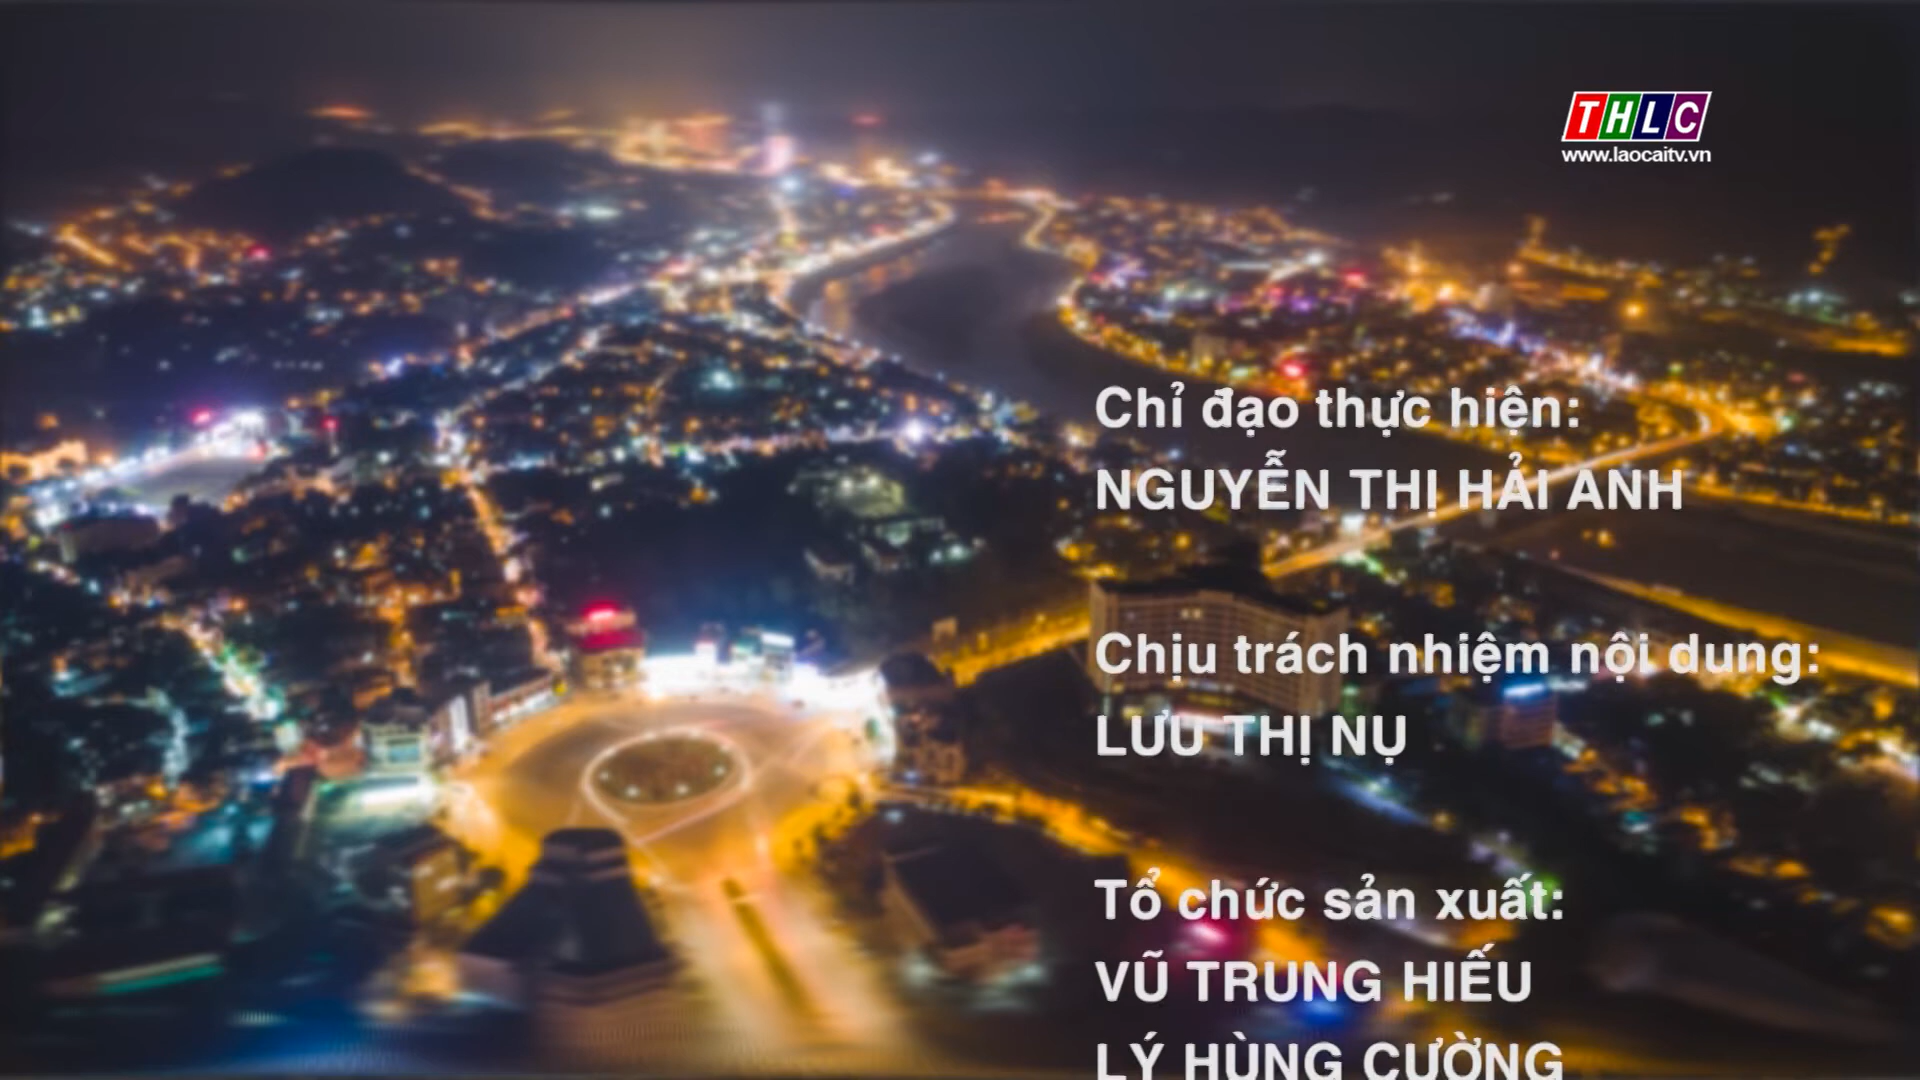 THLC
www.laocaitv.vn
Chỉ đạo thực hiện:
NGUYỄN THỊ HẢI ANH
Chịu trách nhiệm nội dung:
LƯU THỊ NỤ
Tổ chức sản xuất:
VŨ TRUNG HIẾU
LÝ HÙNG CƯỜNG